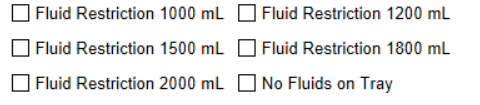 Fluid Restriction 1000 mL Fluid Restriction 1200 mL
Fluid Restriction 1500 mL Fluid Restriction 1800 mL
Fluid Restriction 2000 mL No Fluids on Tray